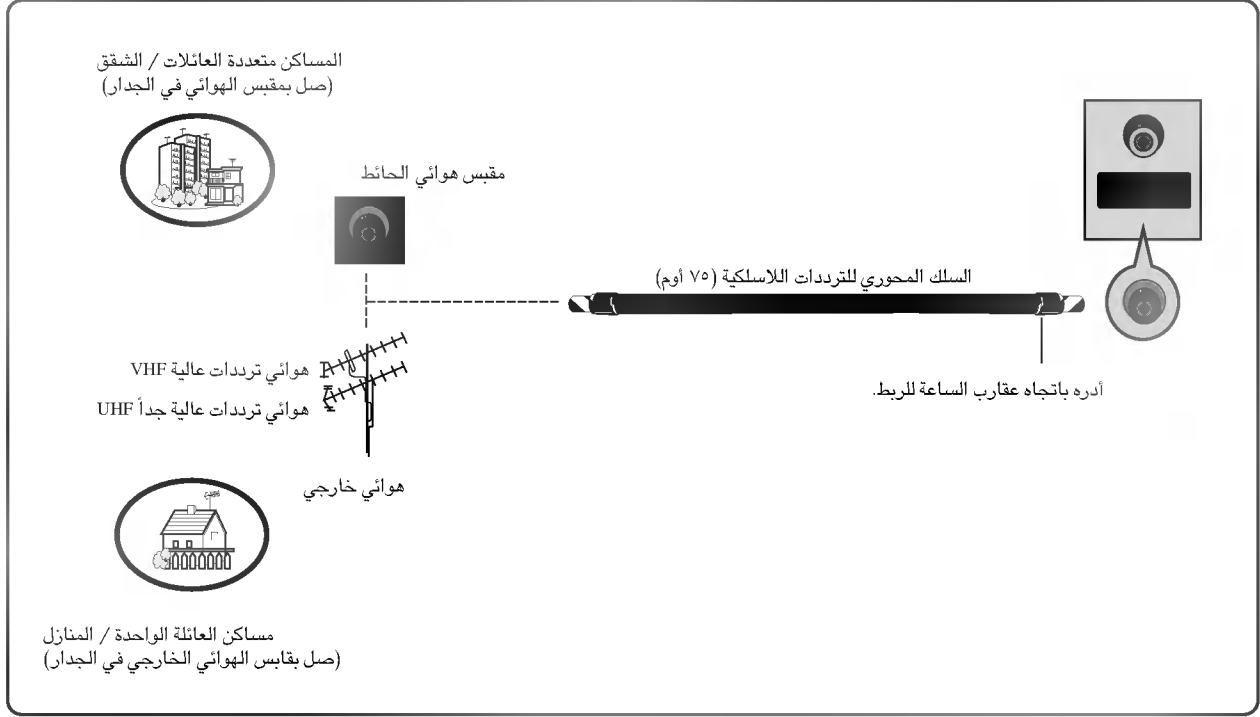 المساكن متعددة العائلات / الشقق
(صل بمقبس الهوائي في الجدار)
مقبس هوائي الحائط
السلك المحوري للترددات اللاسلكية (٧٥ أوم)
هوائي ترددات عالية VHF
هوائي ترددات عالية جداً UHF
أدره باتجاه عقارب الساعة للربط.
هوائي خارجي
مساكن العائلة الواحدة / المنازل
(صل بقابس الهوائي الخارجي في الجدار)